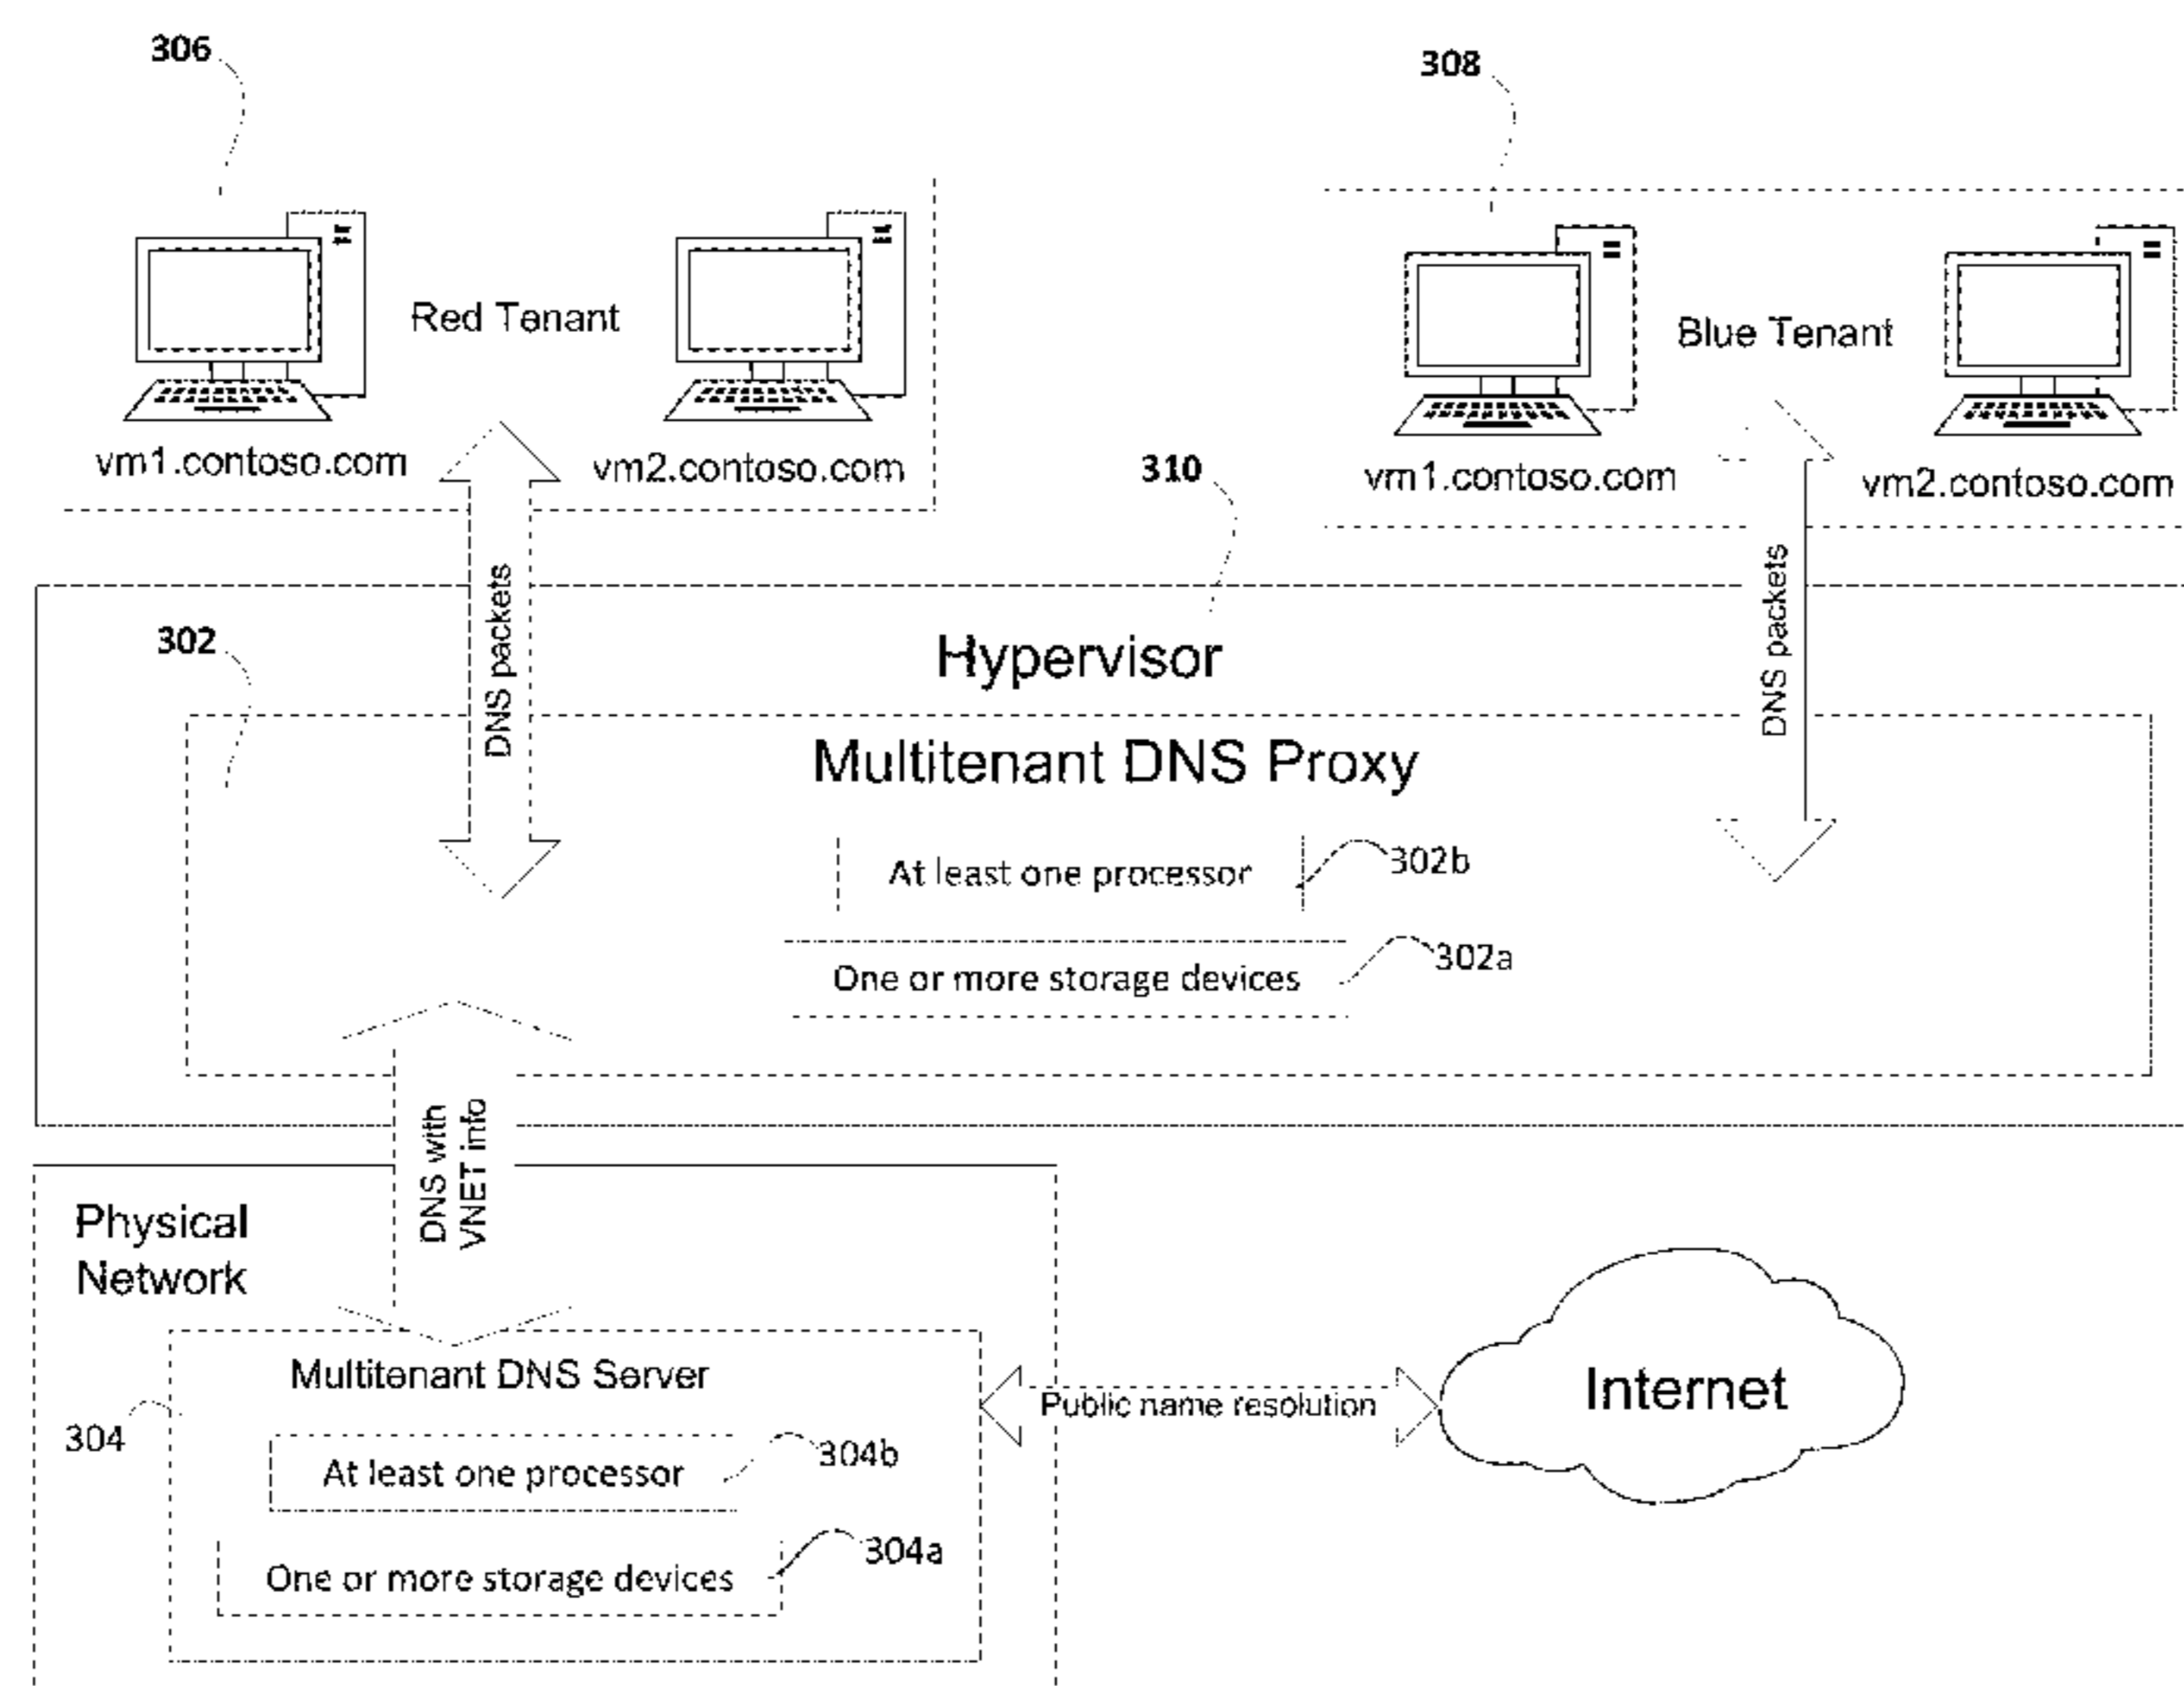 306
308
Red Tenant
Blue Tenant
vm1.contoso.com
vm2.contoso.com
310
vm1.contoso.com
vm2.contoso.com
DNS packets
DNS packets
302
Hypervisor
Multitenant DNS Proxy
At least one processor
302b
One or more storage devices
302a
DNS with
VNET info
Physical
Network
Multitenant DNS Server
304
At least one processor
304b
One or more storage devices
304a
Public name resolution
Internet